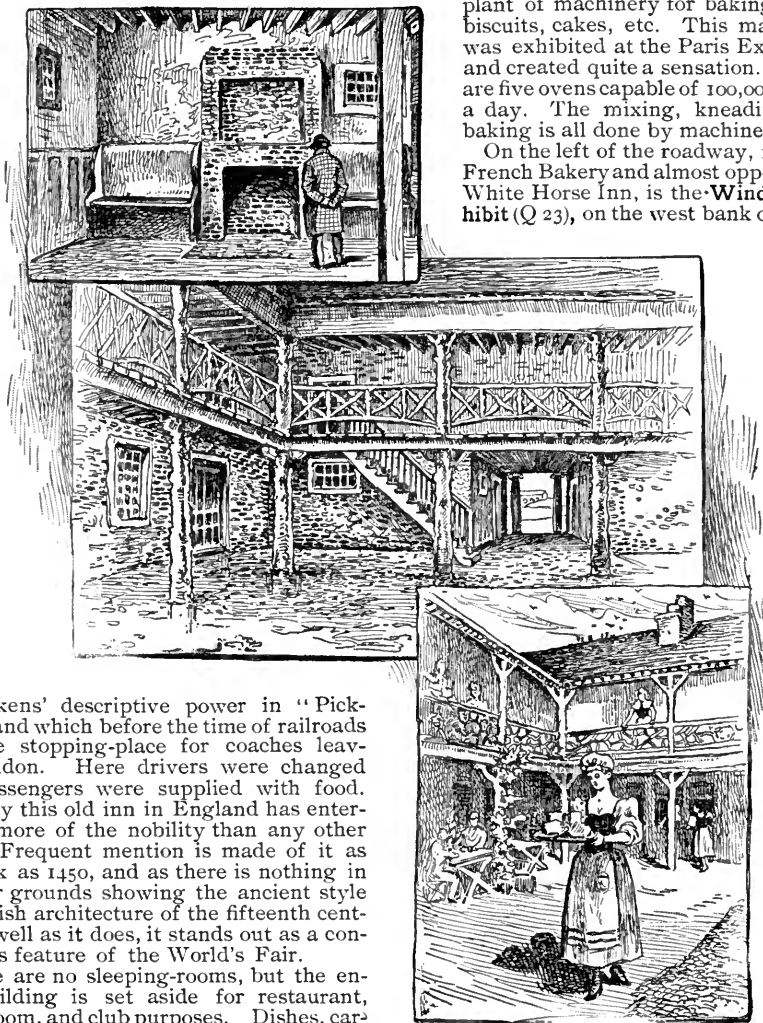 kens' descriptive power in "Pick-
and which before the time of railroads
e stopping-place for coaches leav-
don. Here drivers were changed
ssengers were supplied with food.
y this old inn in England has enter-
more of the nobility than any other
Frequent mention is made of it as
k as 1450, and as there is nothing in
r grounds showing the ancient style
ish architecture of the fifteenth cent-
well as it does, it stands out as a con-
s feature of the World's Fair.
e are no sleeping-rooms, but the en-
ilding is set aside for restaurant,
room, and club purposes. Dishes, car-
plant of machinery for baking
biscuits, cakes, etc. This ma
was exhibited at the Paris Ex
and created quite a sensation.
are five ovens capable of 100,00
a day. The mixing, kneadi
baking is all done by machine
On the left of the roadway,
French Bakery and almost opp
White Horse Inn, is the Wind
hibit (Q 23), on the west bank o